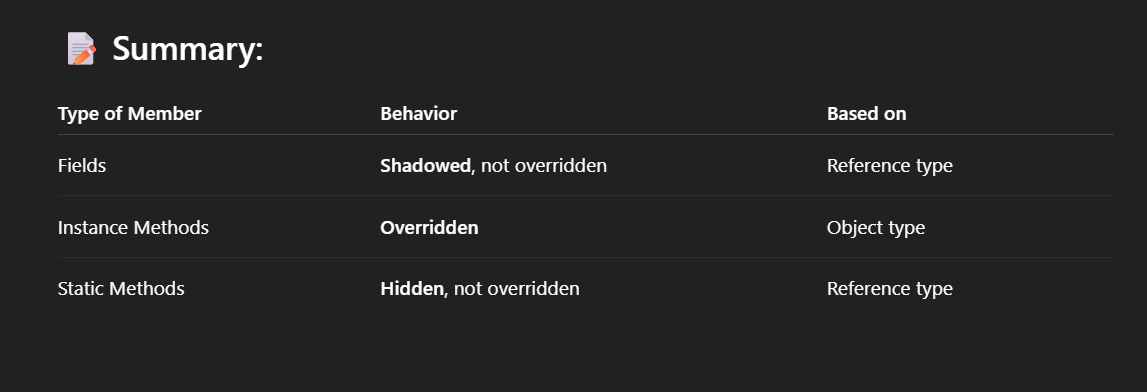 📝 Summary:
Type of Member Behavior Based on
Fields Shadowed, not overridden Reference type
Instance Methods Overridden Object type
Static Methods Hidden, not overridden Reference type